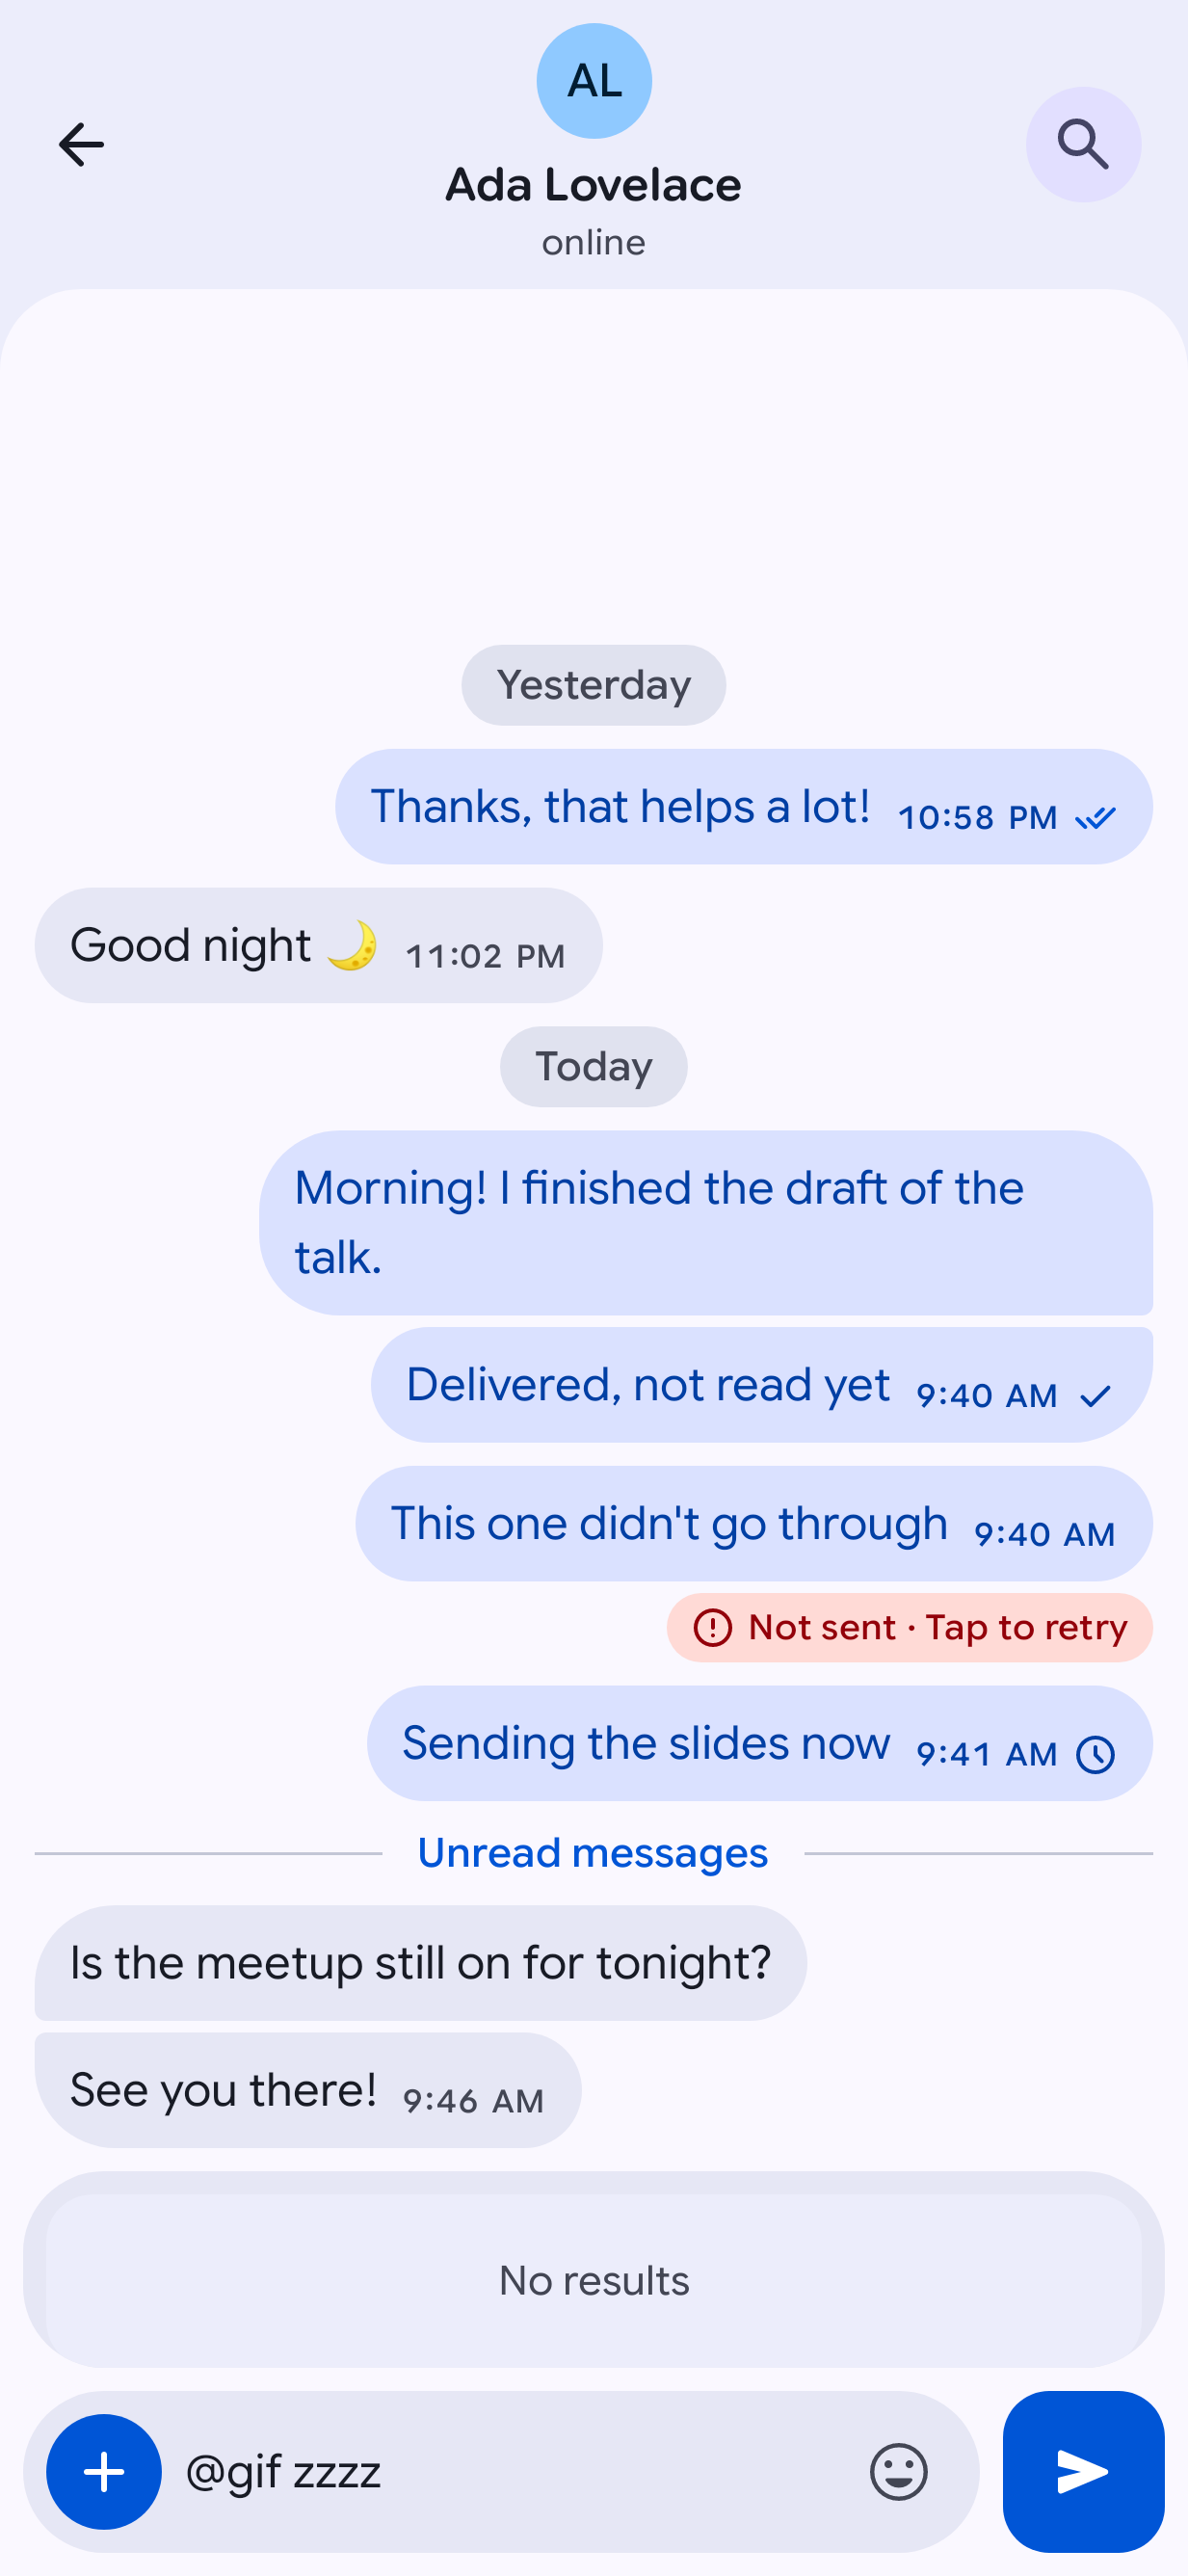 AL
Ada Lovelace
online
Yesterday
Thanks, that helps a lot! 10:58 PM
Good night 🌙 11:02 PM
Today
Morning! I finished the draft of the
talk.
Delivered, not read yet 9:40 AM
This one didn't go through 9:40 AM
Not sent · Tap to retry
Sending the slides now 9:41 AM
Unread messages
Is the meetup still on for tonight?
See you there! 9:46 AM
No results
@gif zzzz